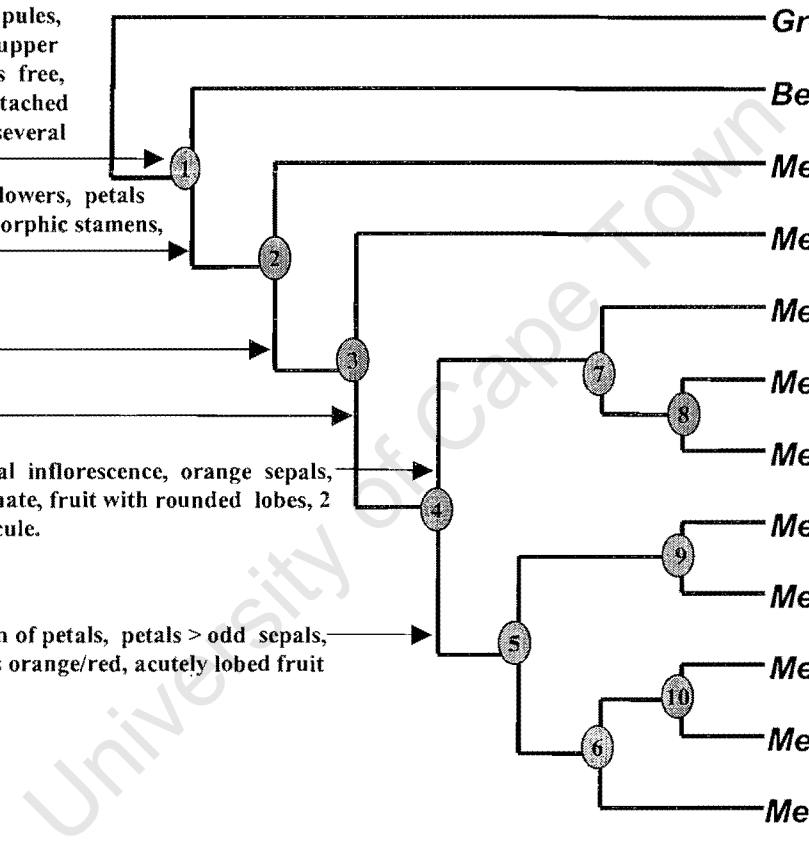 pules,
upper
s free,
tached
several
lowers, petals
orphic stamens,
al inflorescence, orange sepals,
nate, fruit with rounded lobes, 2
cule.
n of petals, petals > odd sepals,
s orange/red, acutely lobed fruit
1
2
3
4
5
6
7
8
9
10
Gr
Be
Me
Me
Me
Me
Me
Me
Me
Me
Me
Me
University of Cape Town